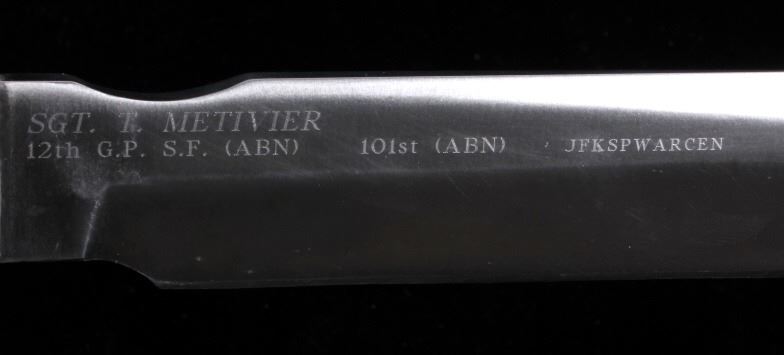 SGT. T. METIVIER
12th G.P. S.F. (ABN) 101st (ABN) JFKSPWARCEN